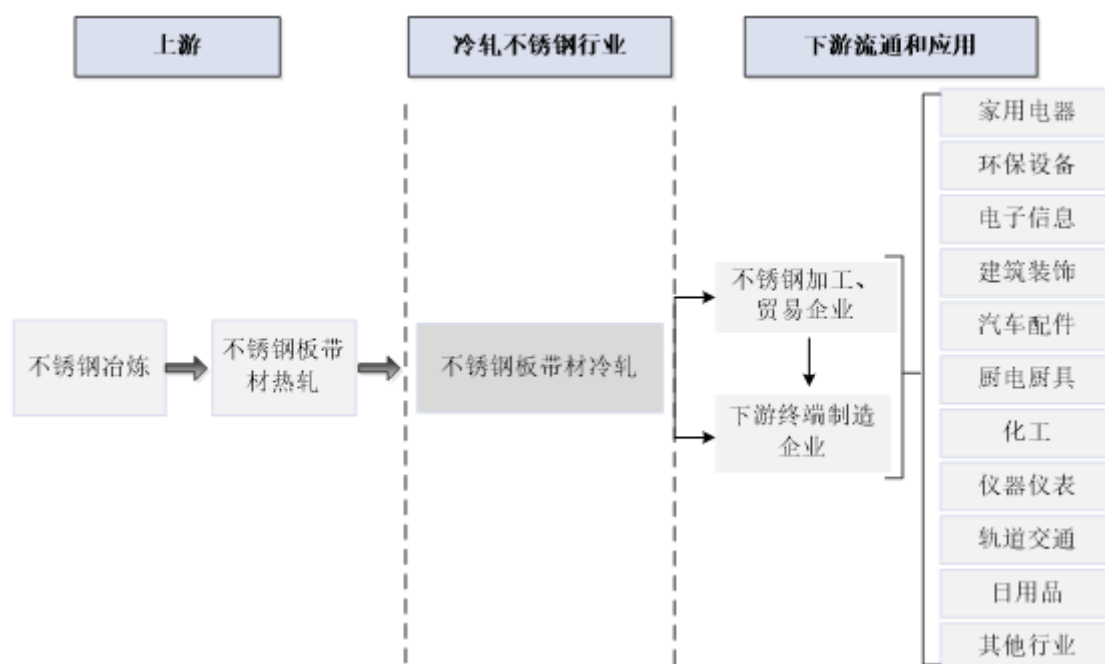 上游
冷轧不锈钢行业
下游流通和应用
不锈钢冶炼
不锈钢板带
材热轧
不锈钢板带材冷轧
不锈钢加工、
贸易企业
下游终端制造
企业
家用电器
环保设备
电子信息
建筑装饰
汽车配件
厨电厨具
化工
仪器仪表
轨道交通
日用品
其他行业